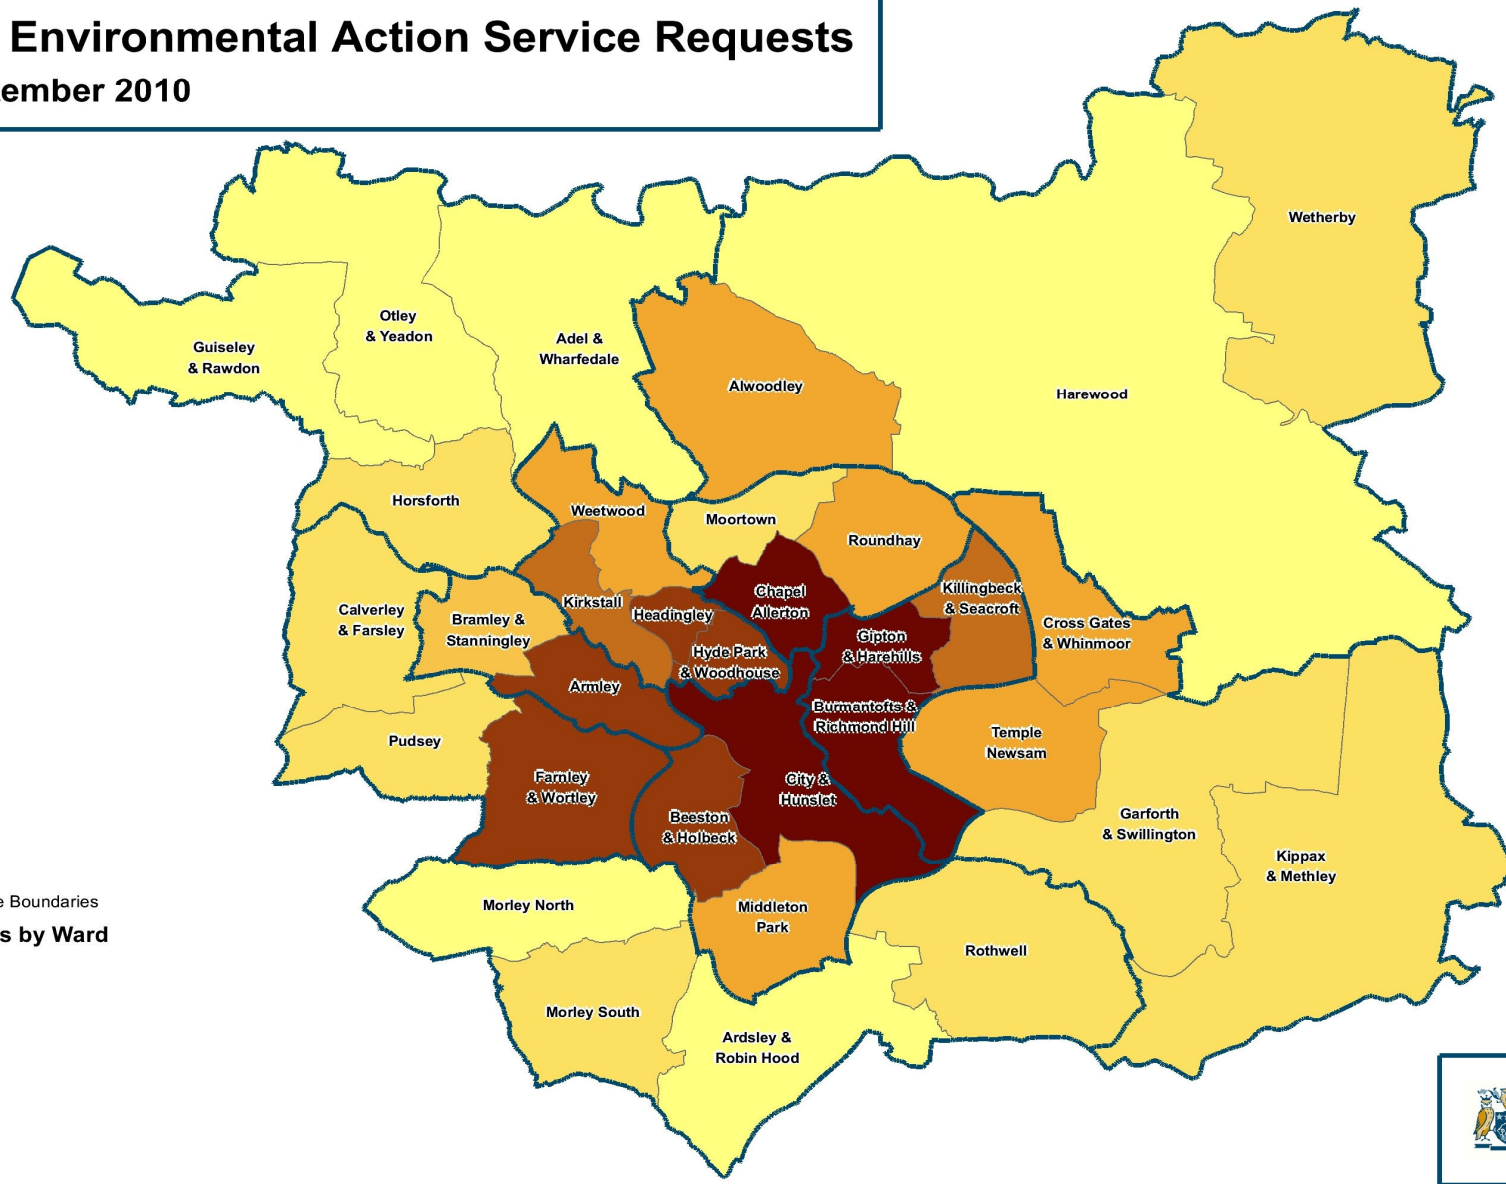 Environmental Action Service Requests
ember 2010
Wetherby
Otley
& Yeadon
Guiseley
& Rawdon
Adel &
Wharfedale
Alwoodley
Harewood
Horsforth
Weetwood
Moortown
Roundhay
Calverley
& Farsley
Bramley &
Stanningley
Kirkstall
Headingley
Chapel
Allerton
Killingbeck
& Seacroft
Gipton
& Harehills
Cross Gates
& Whinmoor
Hyde Park
& Woodhouse
Armley
Burmantofts &
Richmond Hill
Pudsey
Temple
Newsam
Farnley
& Wortley
City &
Hunslet
Beeston
& Holbeck
Garforth
& Swillington
Kippax
& Methley
Morley North
Middleton
Park
Rothwell
Morley South
Ardsley &
Robin Hood
e Boundaries
s by Ward